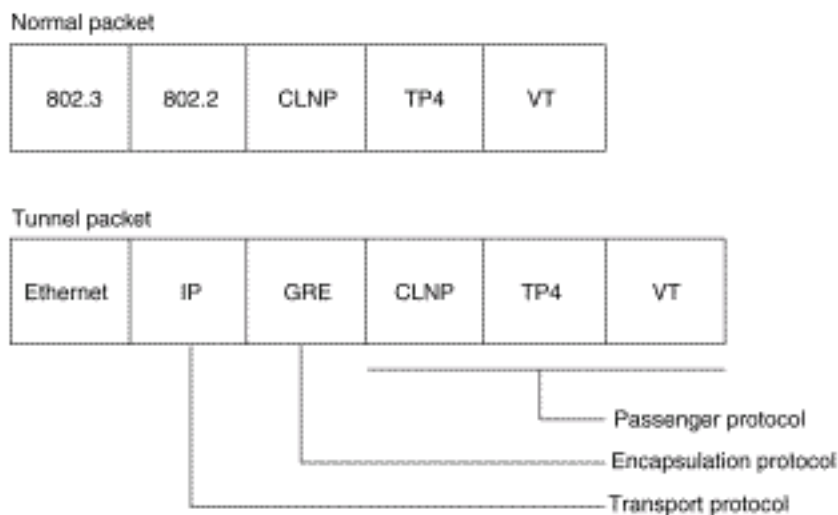 Normal packet
802.3 802.2 CLNP TP4 VT
Tunnel packet
Ethernet IP GRE CLNP TP4 VT
Passenger protocol
Encapsulation protocol
Transport protocol